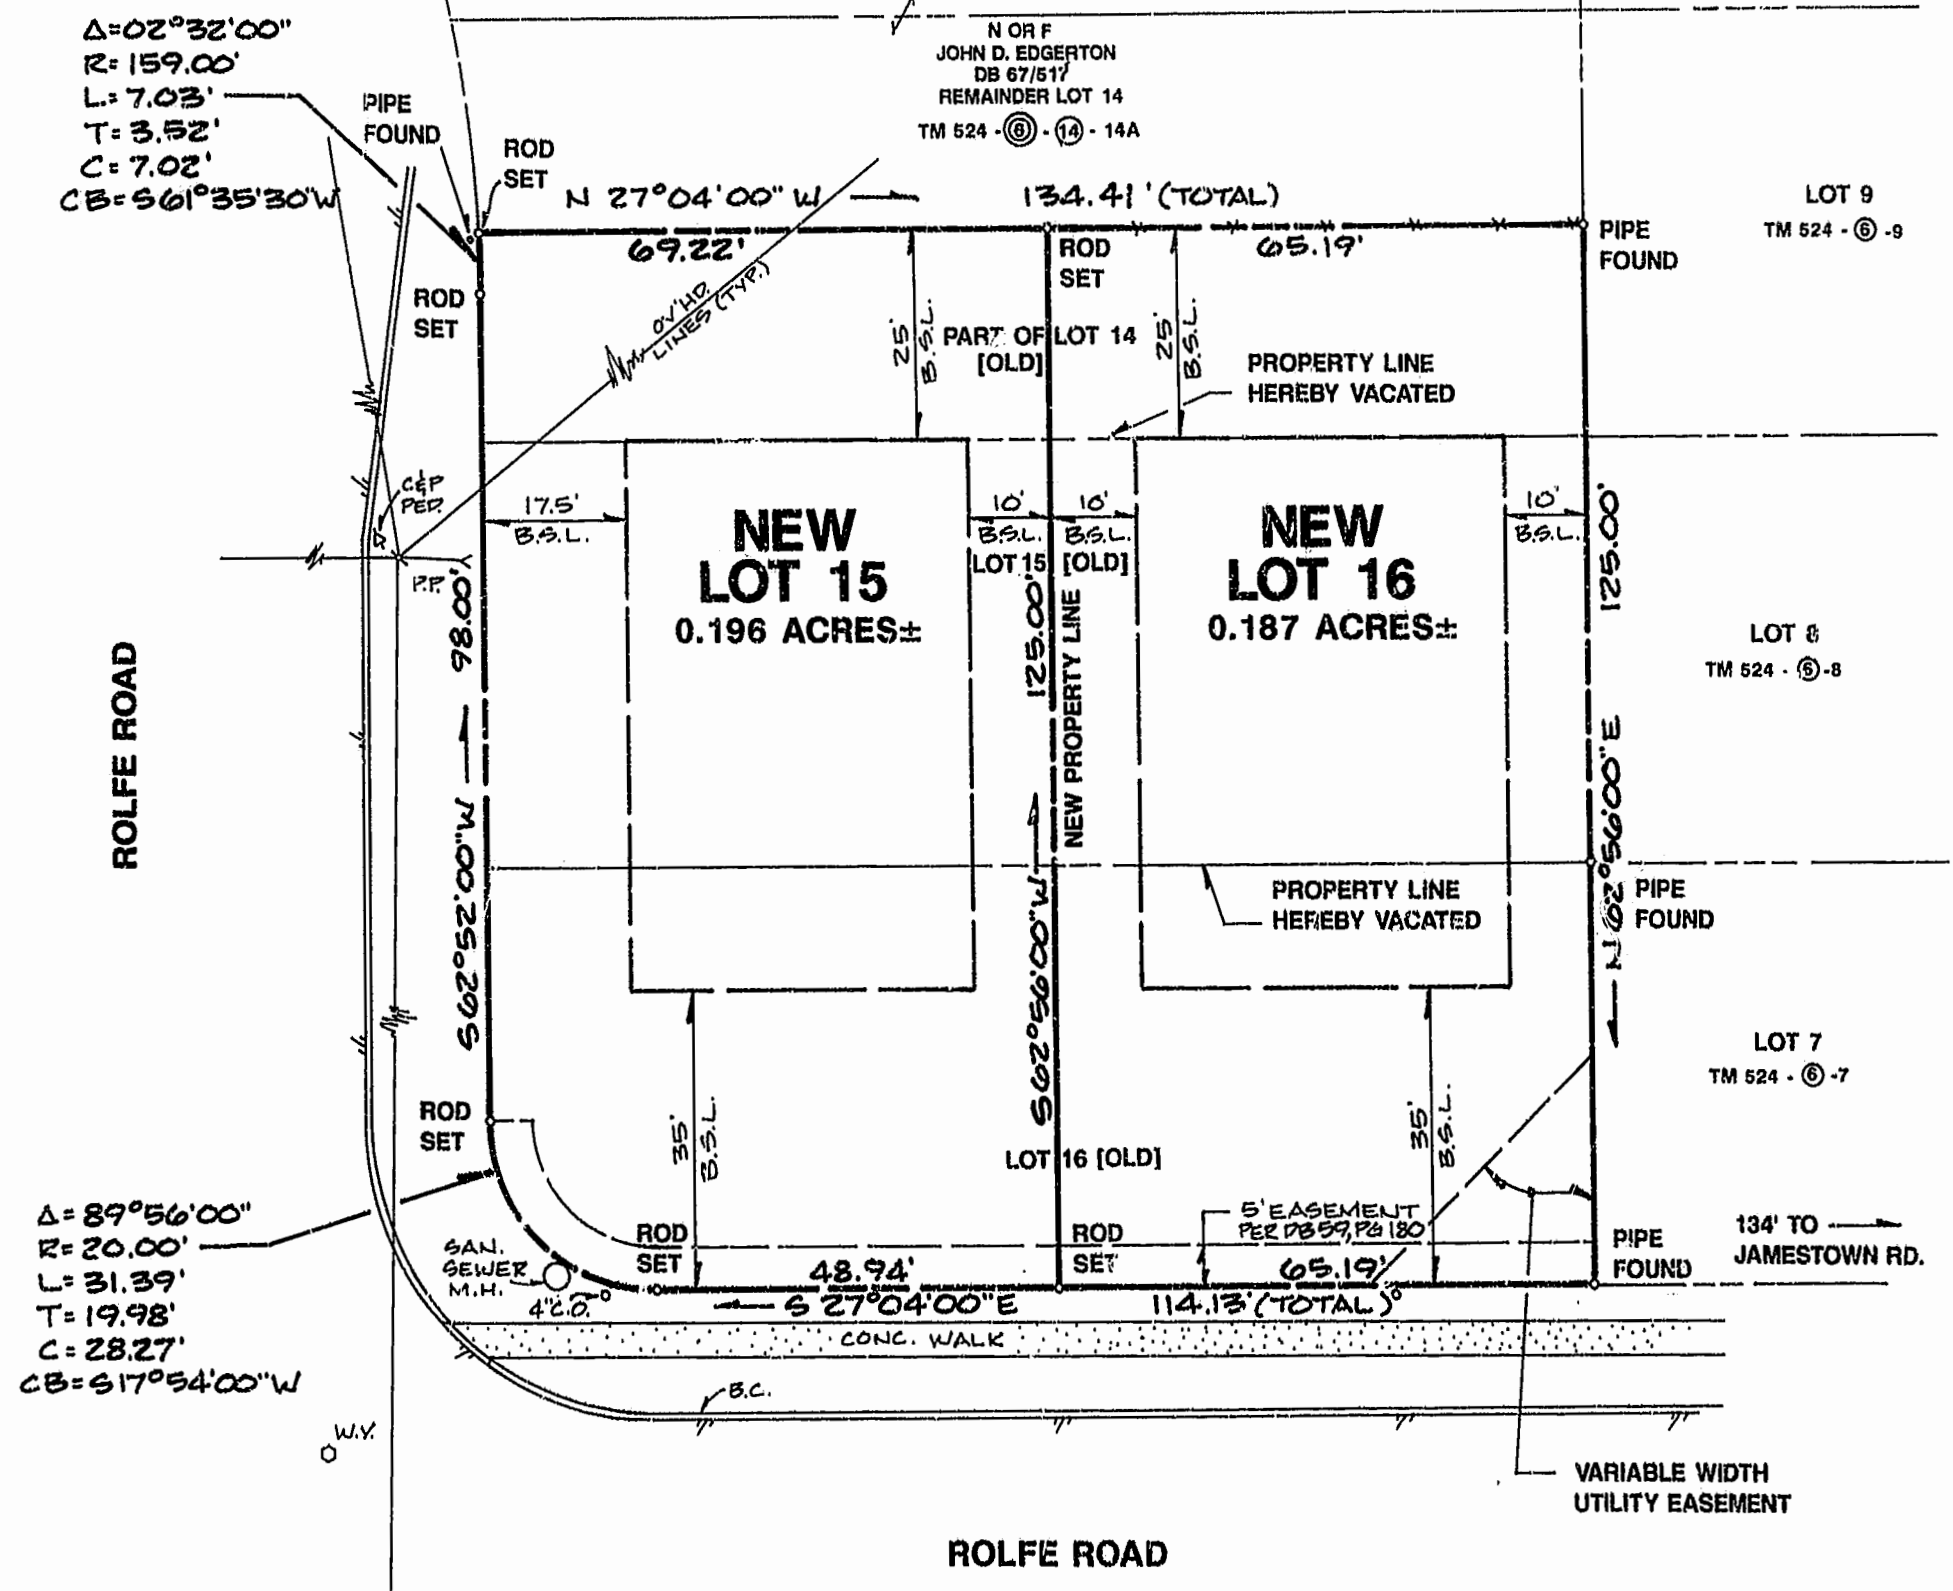 Δ=02°32'00"
R=159.00'
L=7.03'
T=3.52'
C=7.02'
CB=S61°35'30"W
PIPE
FOUND
ROD
SET
N OR F
JOHN D. EDGERTON
DB 67/517
REMAINDER LOT 14
TM 524 - 6 - 14 - 14A
N 27°04'00" W
134.41' (TOTAL)
69.22'
65.19'
ROD
SET
PIPE
FOUND
LOT 9
TM 524 - 6 -9
ROD
SET
OV'HD.
LINES (TYP.)
25'
B.S.L.
PART OF LOT 14
[OLD]
25'
B.S.L.
PROPERTY LINE
HEREBY VACATED
C&P
PED.
P.P.
17.5'
B.S.L.
10'
B.S.L.
10'
B.S.L.
10'
B.S.L.
LOT 15 [OLD]
NEW
LOT 15
0.196 ACRES±
NEW
LOT 16
0.187 ACRES±
S62°52'00"W
98.00'
S62°56'00"W
125.00'
NEW PROPERTY LINE
125.00'
N 02°56'00"E
LOT 8
TM 524 - 6 -8
ROLFE ROAD
PROPERTY LINE
HEREBY VACATED
PIPE
FOUND
LOT 7
TM 524 - 6 -7
ROD
SET
35'
B.S.L.
LOT 16 [OLD]
35'
B.S.L.
Δ=89°56'00"
R=20.00'
L=31.39'
T=19.98'
C=28.27'
CB=S17°54'00"W
SAN.
SEWER
M.H.
4"C.O.
ROD
SET
ROD
SET
5' EASEMENT
PER DB59, PG 180
PIPE
FOUND
134' TO
JAMESTOWN RD.
48.94'
65.19'
S 27°04'00"E
114.13' (TOTAL)
CONC. WALK
B.C.
W.V.
VARIABLE WIDTH
UTILITY EASEMENT
ROLFE ROAD